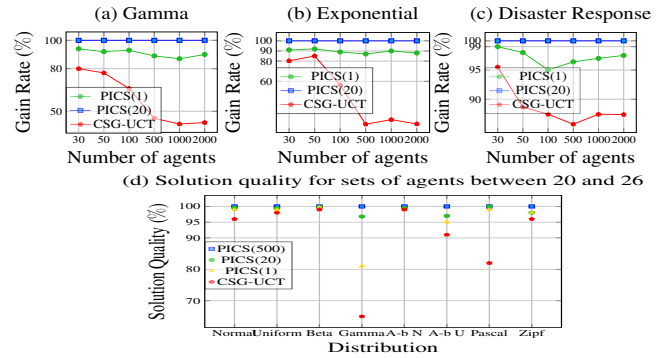 (a) Gamma
(b) Exponential
(c) Disaster Response
Gain Rate (%)
100
50
PICS(1)
PICS(20)
CSG-UCT
30 50 100 500 1000 2000
Number of agents
Gain Rate (%)
100
90
80
60
PICS(1)
PICS(20)
CSG-UCT
30 50 100 500 1000 2000
Number of agents
Gain Rate (%)
100
99
95
90
PICS(1)
PICS(20)
CSG-UCT
30 50 100 500 1000 2000
Number of agents
(d) Solution quality for sets of agents between 20 and 26
Solution Quality (%)
100
95
90
80
70
PICS(500)
PICS(20)
PICS(1)
CSG-UCT
Normal Uniform Beta Gamma A-b N A-b U Pascal Zipf
Distribution